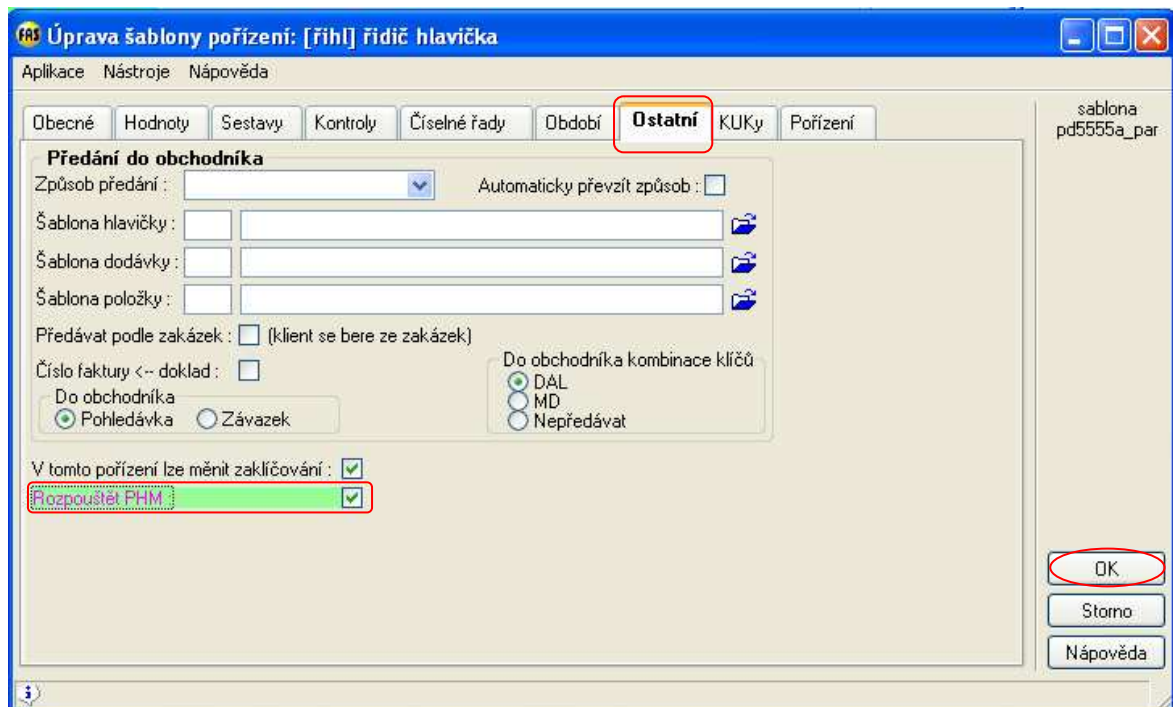 FAS Úprava šablony pořízení: [řihl] řidič hlavička
Aplikace Nástroje Nápověda
Obecné Hodnoty Sestavy Kontroly Číselné řady Období Ostatní KUKy Pořízení
sablona
pd5555a_par
Předání do obchodníka
Způsob předání : Automaticky převzít způsob :
Šablona hlavičky :
Šablona dodávky :
Šablona položky :
Předávat podle zakázek : (klient se bere ze zakázek)
Číslo faktury <-- doklad :
Do obchodníka
Pohledávka Závazek
Do obchodníka kombinace klíčů
DAL
MD
Nepředávat
V tomto pořízení lze měnit zaklíčování :
Rozpouštět PHM :
OK
Storno
Nápověda